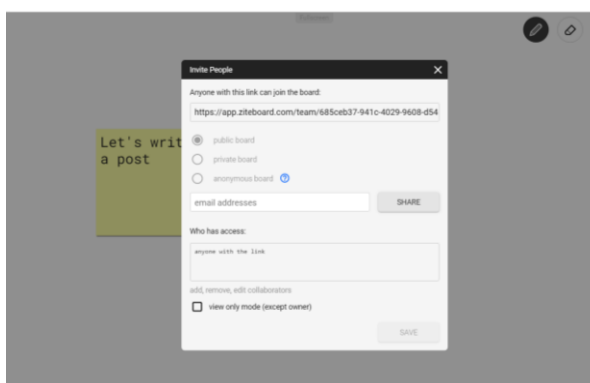 Invite People
Anyone with this link can join the board:
https://app.ziteboard.com/team/685ceb37-941c-4029-9608-d54
Let's writ
a post
public board
private board
anonymous board ?
email addresses
SHARE
Who has access:
anyone with the link
add, remove, edit collaborators
view only mode (except owner)
SAVE